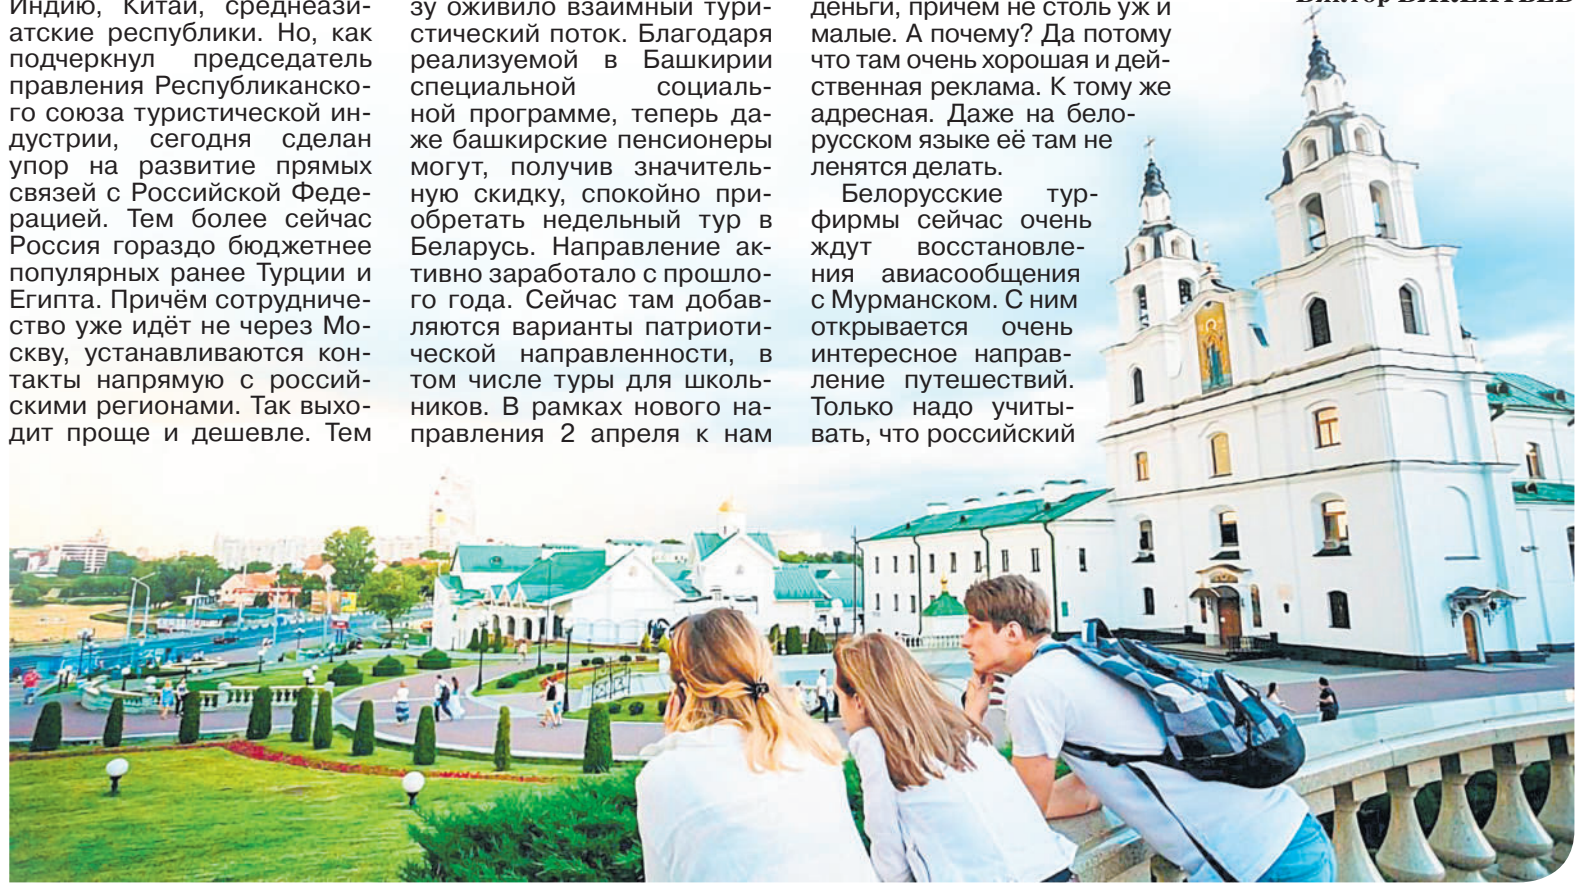 Индию, Китай, среднеази-
атские республики. Но, как
подчеркнул председатель
правления Республиканско-
го союза туристической ин-
дустрии, сегодня сделан
упор на развитие прямых
связей с Российской Феде-
рацией. Тем более сейчас
Россия гораздо бюджетнее
популярных ранее Турции и
Египта. Причём сотрудниче-
ство уже идёт не через Мо-
скву, устанавливаются кон-
такты напрямую с россий-
скими регионами. Так выхо-
дит проще и дешевле. Тем
зу оживило взаимный тури-
стический поток. Благодаря
реализуемой в Башкирии
специальной социаль-
ной программе, теперь да-
же башкирские пенсионеры
могут, получив значитель-
ную скидку, спокойно при-
обретать недельный тур в
Беларусь. Направление ак-
тивно заработало с прошло-
го года. Сейчас там добав-
ляются варианты патриоти-
ческой направленности, в
том числе туры для школь-
ников. В рамках нового на-
правления 2 апреля к нам
деньги, причём не столь уж и
малые. А почему? Да потому
что там очень хорошая и дей-
ственная реклама. К тому же
адресная. Даже на бело-
русском языке её там не
ленятся делать.
Белорусские тур-
фирмы сейчас очень
ждут восстановле-
ния авиасообщения
с Мурманском. С ним
открывается очень
интересное направ-
ление путешествий.
Только надо учиты-
вать, что российский